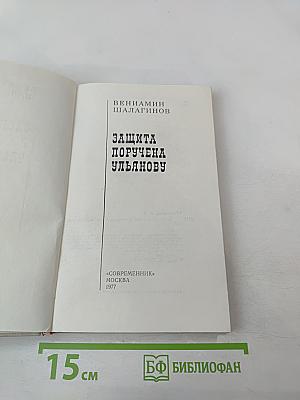 ВЕНИАМИН
ШАЛАГИНОВ
ЗАЩИТА
ПОРУЧЕНА
УЛЬЯНОВУ
«СОВРЕМЕННИК»
МОСКВА
1977
15 см
БФ БИБЛИОФАН